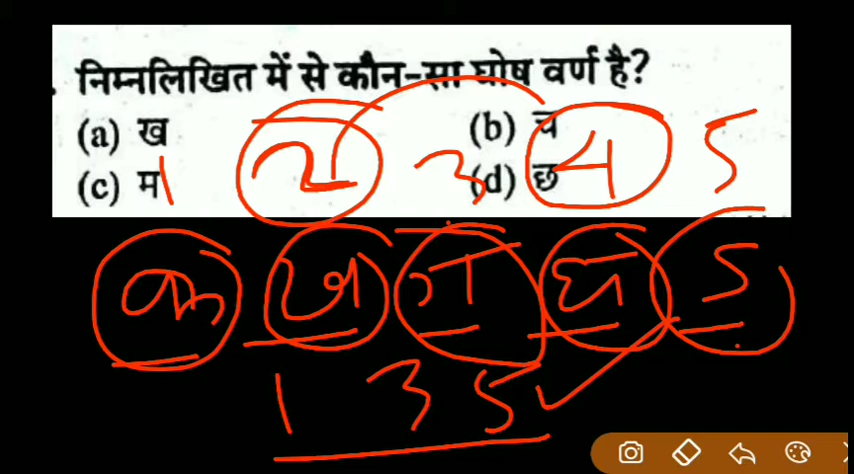 निम्नलिखित में से कौन-सा घोष वर्ण है?
(a) ख (b) च
(c) म (d) छ
1 2 3 4 5
क ख ग घ ङ
1 3 5